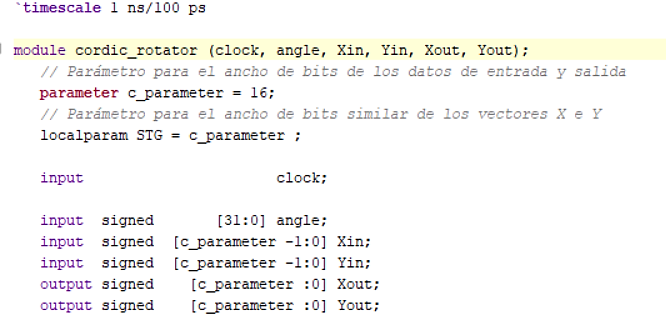 `timescale 1 ns/100 ps
module cordic_rotator (clock, angle, Xin, Yin, Xout, Yout);
// Parámetro para el ancho de bits de los datos de entrada y salida
parameter c_parameter = 16;
// Parámetro para el ancho de bits similar de los vectores X e Y
localparam STG = c_parameter ;
input clock;
input signed [31:0] angle;
input signed [c_parameter -1:0] Xin;
input signed [c_parameter -1:0] Yin;
output signed [c_parameter :0] Xout;
output signed [c_parameter :0] Yout;